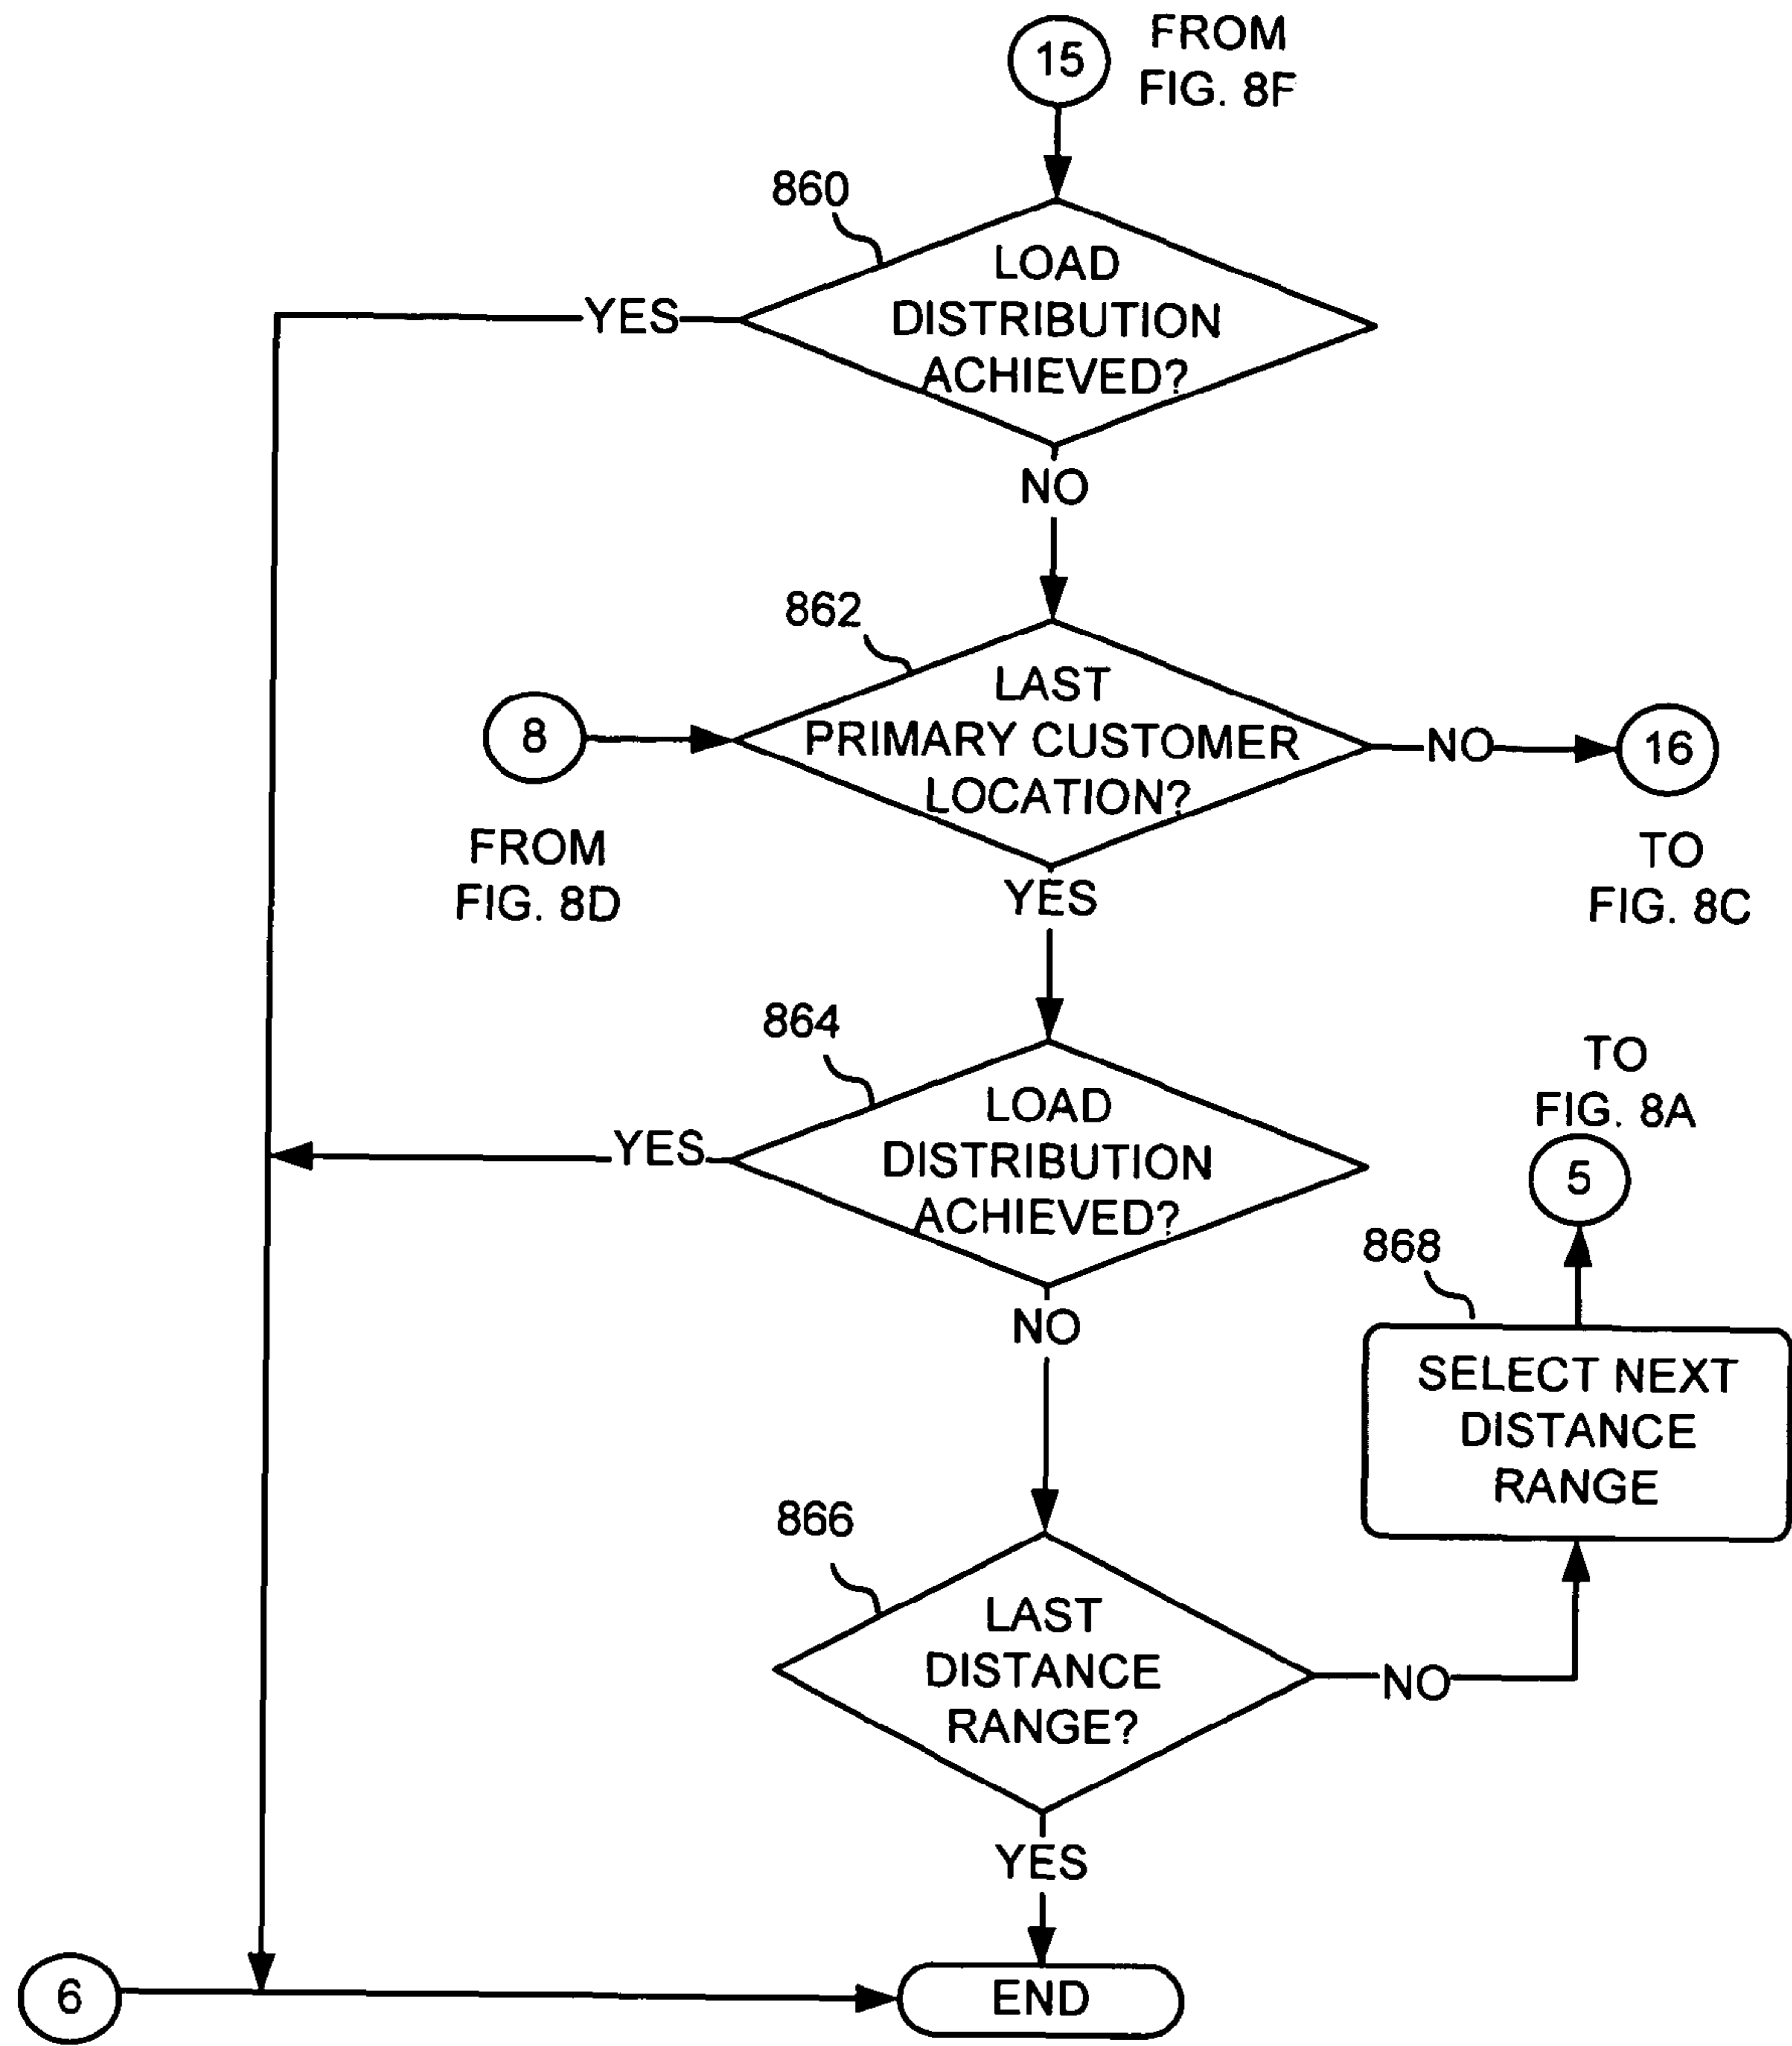 15
FROM
FIG. 8F
860
LOAD
DISTRIBUTION
ACHIEVED?
YES
NO
862
LAST
PRIMARY CUSTOMER
LOCATION?
8
FROM
FIG. 8D
NO
16
TO
FIG. 8C
YES
864
LOAD
DISTRIBUTION
ACHIEVED?
YES
TO
FIG. 8A
5
868
SELECT NEXT
DISTANCE
RANGE
NO
866
LAST
DISTANCE
RANGE?
NO
YES
6
END